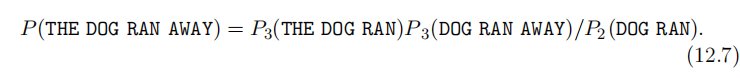 P(THE DOG RAN AWAY) = P₃(THE DOG RAN)P₃(DOG RAN AWAY)/P₂(DOG RAN).
(12.7)